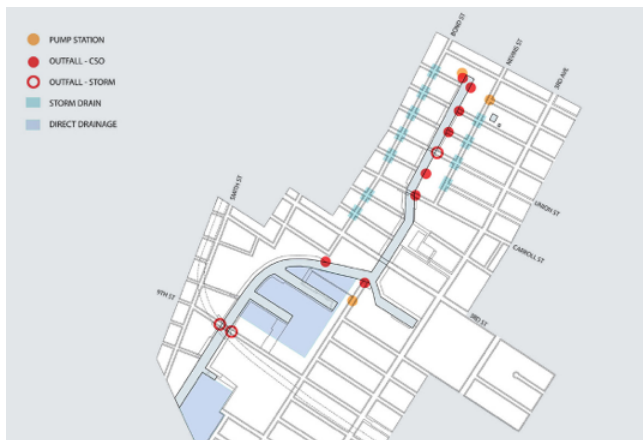 PUMP STATION
OUTFALL - CSO
OUTFALL - STORM
STORM DRAIN
DIRECT DRAINAGE
BOND ST
NEVINS ST
3RD AVE
SMITH ST
UNION ST
CARROLL ST
9TH ST
3RD ST